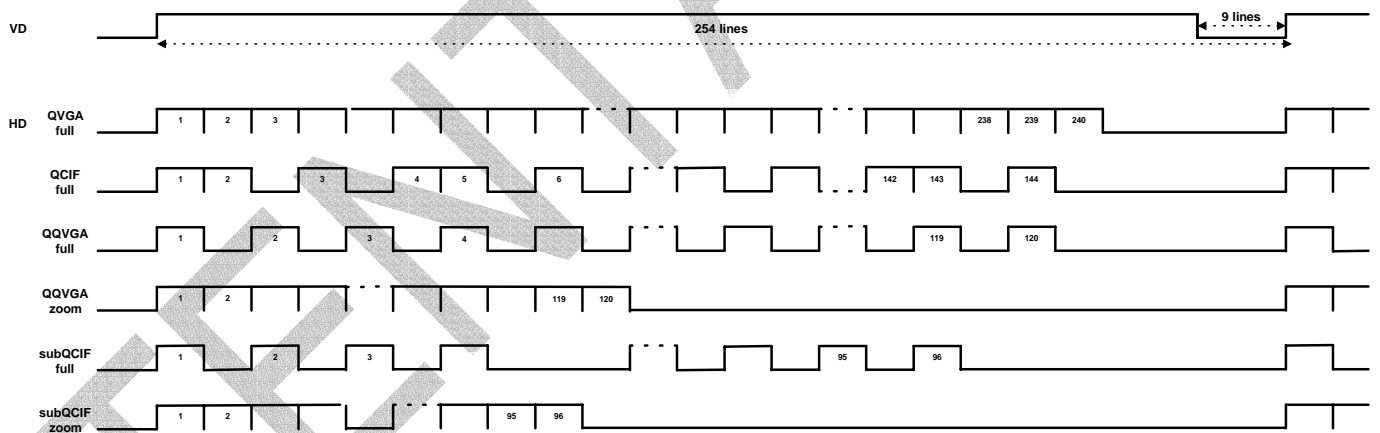 VD
254 lines
9 lines
HD
QVGA full
1 2 3 238 239 240
QCIF full
1 2 3 4 5 6 142 143 144
QQVGA full
1 2 3 4 119 120
QQVGA zoom
1 2 119 120
subQCIF full
1 2 3 95 96
subQCIF zoom
1 2 95 96